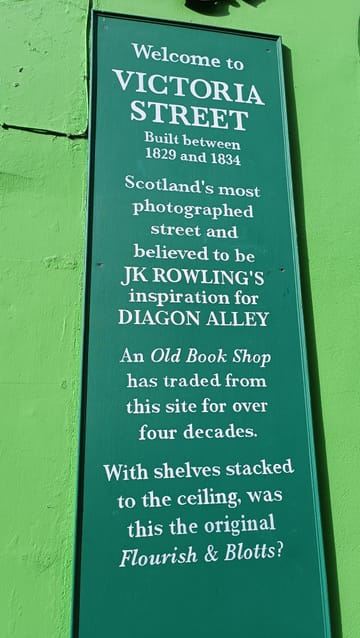 Welcome to
VICTORIA
STREET
Built between
1829 and 1834
Scotland's most
photographed
street and
believed to be
JK ROWLING'S
inspiration for
DIAGON ALLEY
An Old Book Shop
has traded from
this site for over
four decades.
With shelves stacked
to the ceiling, was
this the original
Flourish & Blotts?